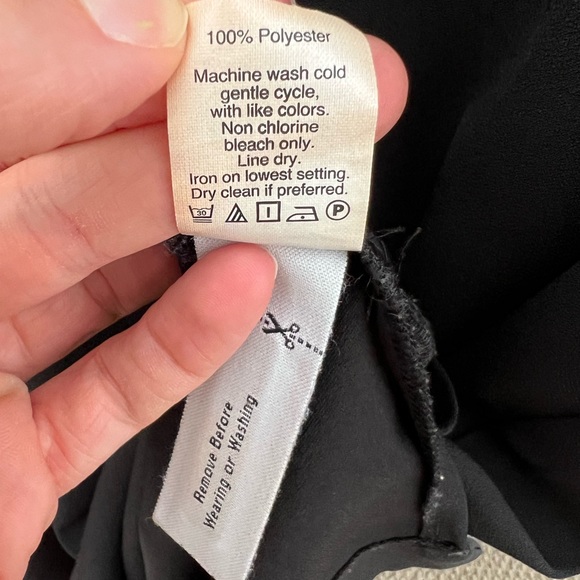 100% Polyester
Machine wash cold
gentle cycle,
with like colors.
Non chlorine
bleach only.
Line dry.
Iron on lowest setting.
Dry clean if preferred.
30 P
Remove Before
Wearing or Washing